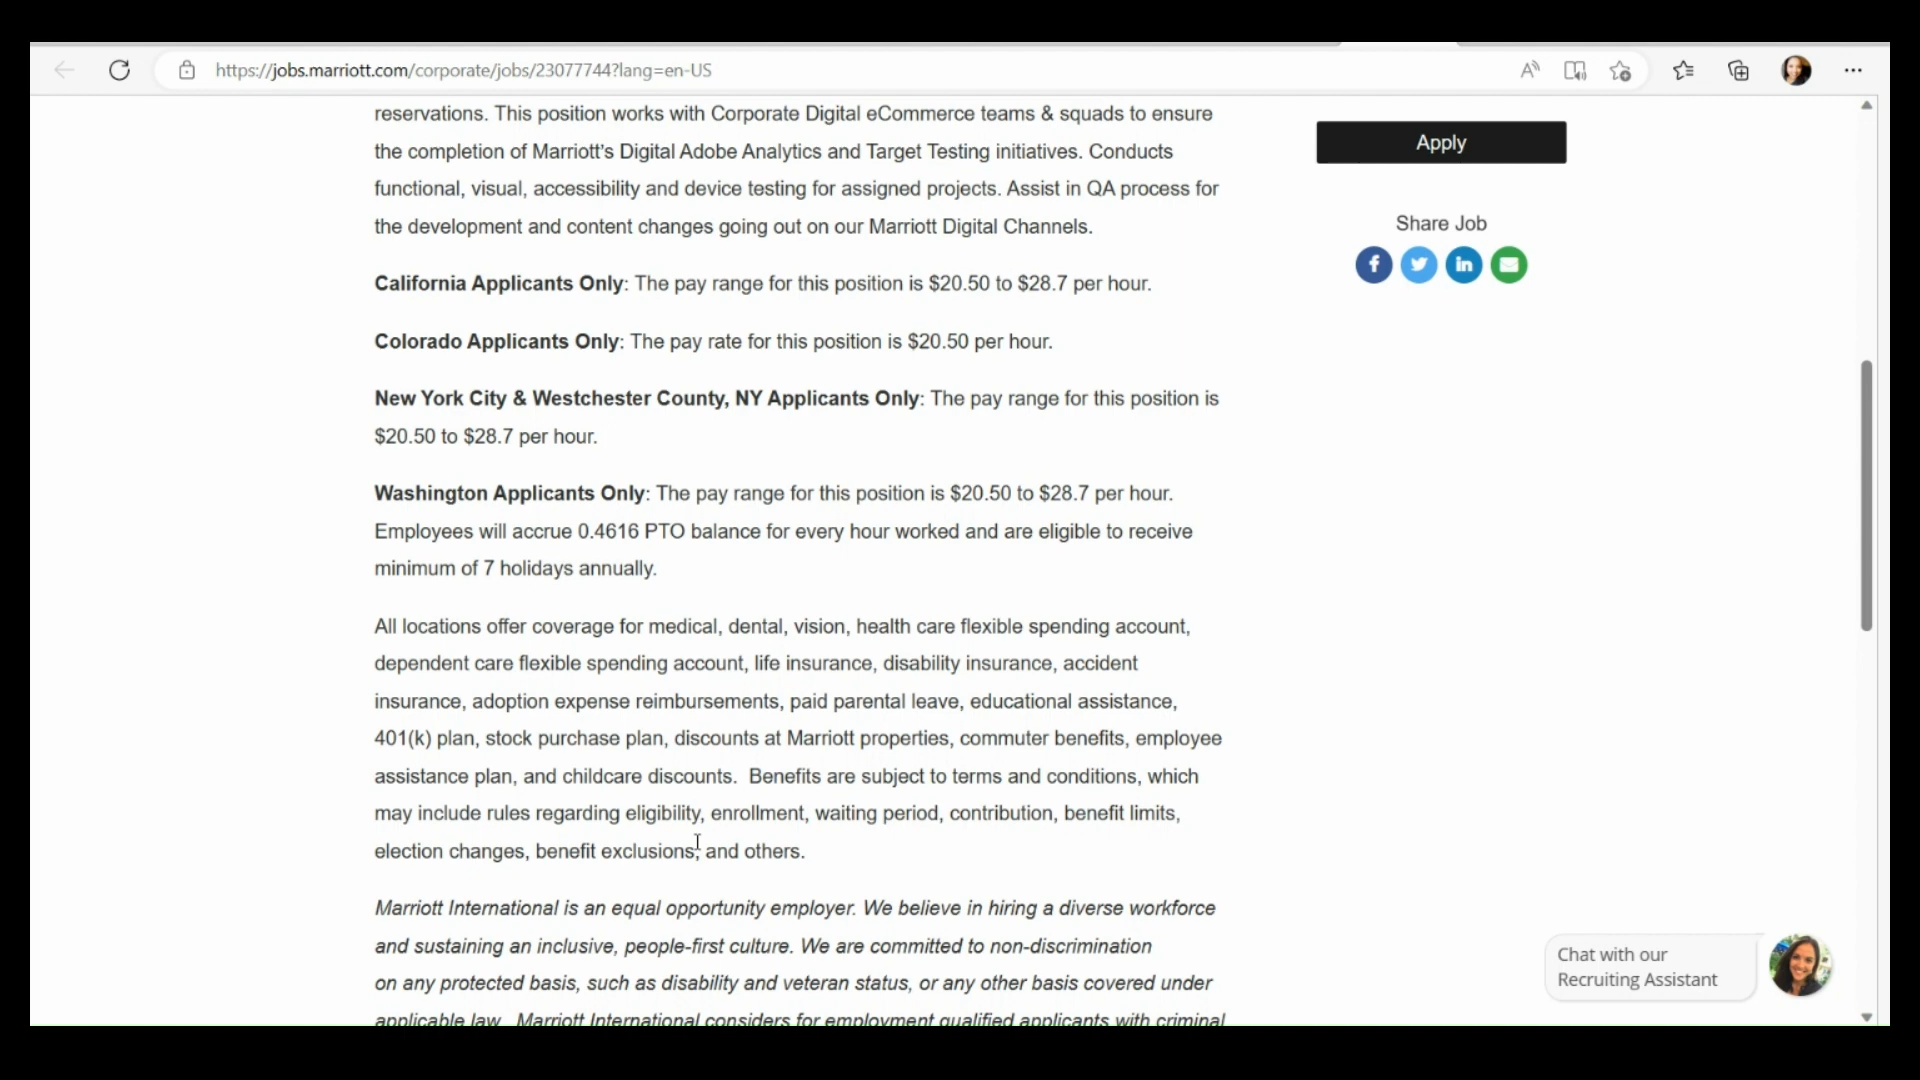 https://jobs.marriott.com/corporate/jobs/23077744?lang=en-US
reservations. This position works with Corporate Digital eCommerce teams & squads to ensure
the completion of Marriott's Digital Adobe Analytics and Target Testing initiatives. Conducts
functional, visual, accessibility and device testing for assigned projects. Assist in QA process for
the development and content changes going out on our Marriott Digital Channels.
California Applicants Only: The pay range for this position is $20.50 to $28.7 per hour.
Colorado Applicants Only: The pay rate for this position is $20.50 per hour.
New York City & Westchester County, NY Applicants Only: The pay range for this position is
$20.50 to $28.7 per hour.
Washington Applicants Only: The pay range for this position is $20.50 to $28.7 per hour.
Employees will accrue 0.4616 PTO balance for every hour worked and are eligible to receive
minimum of 7 holidays annually.
All locations offer coverage for medical, dental, vision, health care flexible spending account,
dependent care flexible spending account, life insurance, disability insurance, accident
insurance, adoption expense reimbursements, paid parental leave, educational assistance,
401(k) plan, stock purchase plan, discounts at Marriott properties, commuter benefits, employee
assistance plan, and childcare discounts.  Benefits are subject to terms and conditions, which
may include rules regarding eligibility, enrollment, waiting period, contribution, benefit limits,
election changes, benefit exclusions, and others.
Marriott International is an equal opportunity employer. We believe in hiring a diverse workforce
and sustaining an inclusive, people-first culture. We are committed to non-discrimination
on any protected basis, such as disability and veteran status, or any other basis covered under
applicable law.  Marriott International considers for employment qualified applicants with criminal
Apply
Share Job
Chat with our
Recruiting Assistant